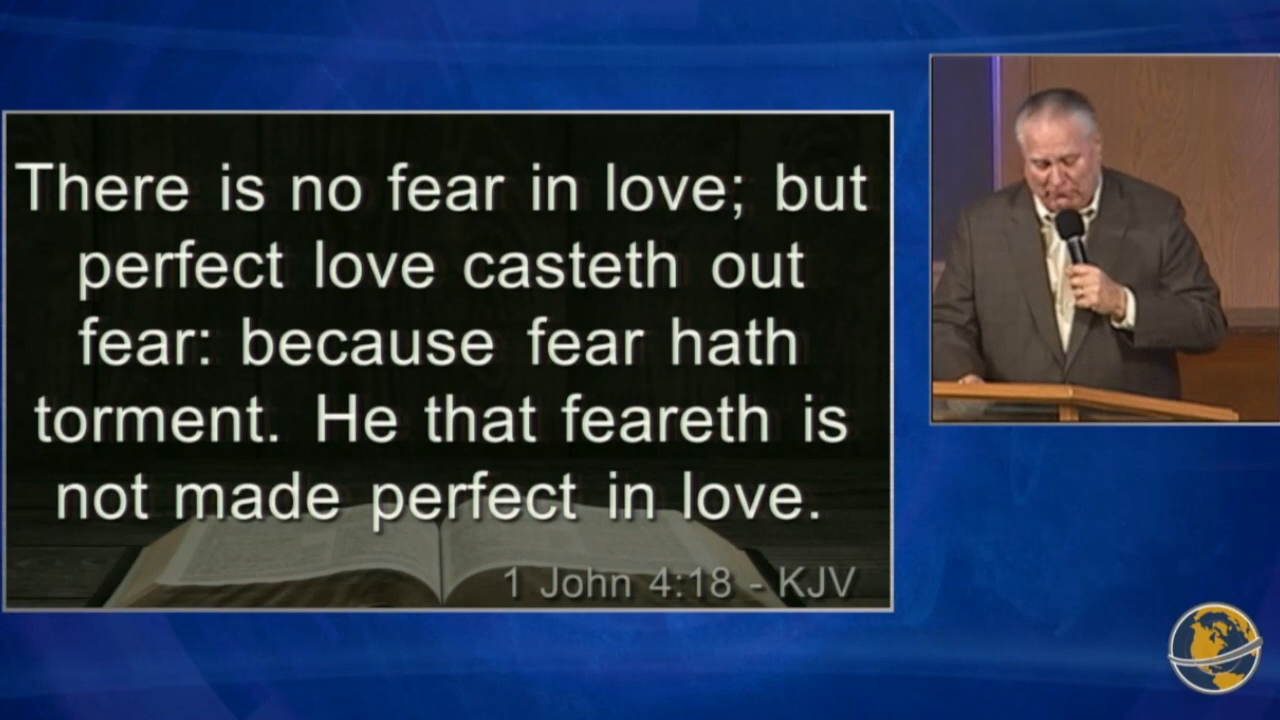 There is no fear in love; but
perfect love casteth out
fear: because fear hath
torment. He that feareth is
not made perfect in love.
1 John 4:18 - KJV